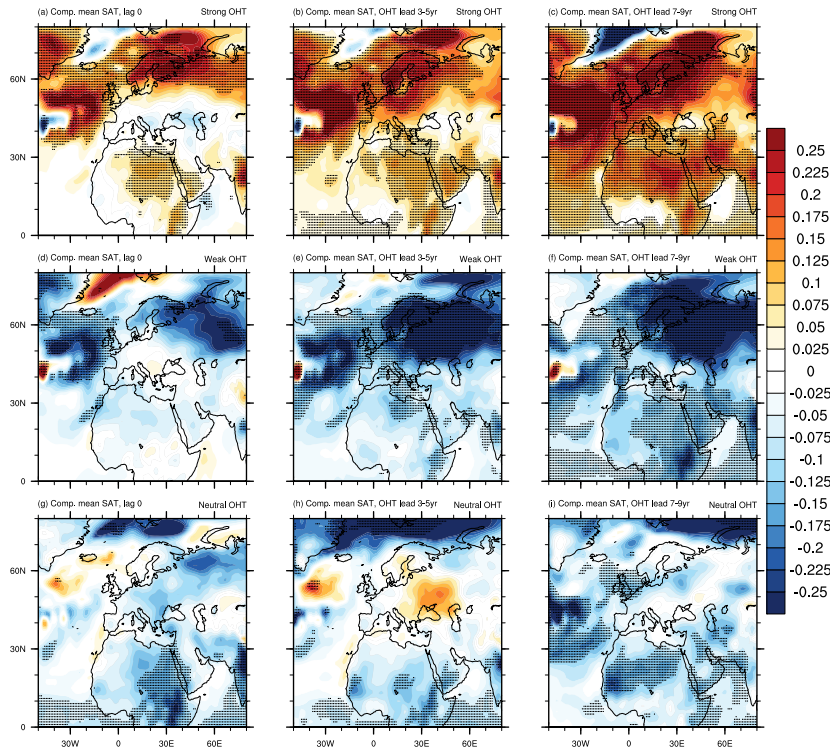 (a) Comp. mean SAT, lag 0 Strong OHT
(b) Comp. mean SAT, OHT lead 3-5yr Strong OHT
(c) Comp. mean SAT, OHT lead 7-9yr Strong OHT
60N
30N
0
(d) Comp. mean SAT, lag 0 Weak OHT
(e) Comp. mean SAT, OHT lead 3-5yr Weak OHT
(f) Comp. mean SAT, OHT lead 7-9yr Weak OHT
60N
30N
0
(g) Comp. mean SAT, lag 0 Neutral OHT
(h) Comp. mean SAT, OHT lead 3-5yr Neutral OHT
(i) Comp. mean SAT, OHT lead 7-9yr Neutral OHT
60N
30N
0
30W 0 30E 60E
30W 0 30E 60E
30W 0 30E 60E
0.25
0.225
0.2
0.175
0.15
0.125
0.1
0.075
0.05
0.025
0
-0.025
-0.05
-0.075
-0.1
-0.125
-0.15
-0.175
-0.2
-0.225
-0.25